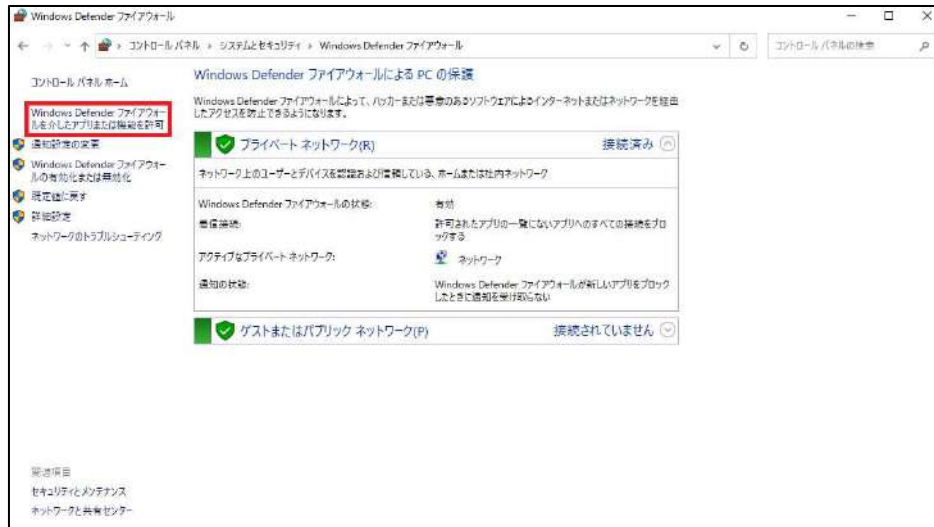 Windows Defender ファイアウォール
コントロール パネル › システムとセキュリティ › Windows Defender ファイアウォール
コントロール パネルの検索
コントロール パネル ホーム
Windows Defender ファイアウォー
ルを介したアプリまたは機能を許可
通知設定の変更
Windows Defender ファイアウォー
ルの有効化または無効化
既定値に戻す
詳細設定
ネットワークのトラブルシューティング
Windows Defender ファイアウォールによる PC の保護
Windows Defender ファイアウォールによって、ハッカーまたは悪意のあるソフトウェアによるインターネットまたはネットワークを経由
したアクセスを防止できるようになります。
プライベート ネットワーク(R) 接続済み
ネットワーク上のユーザーとデバイスを認識および信頼している、ホームまたは社内ネットワーク
Windows Defender ファイアウォールの状態: 有効
着信接続: 許可されたアプリの一覧にないアプリへのすべての接続をブロ
ックする
アクティブなプライベート ネットワーク: ネットワーク
通知の状態: Windows Defender ファイアウォールが新しいアプリをブロック
したときに通知を受け取らない
ゲストまたはパブリック ネットワーク(P) 接続されていません
関連項目
セキュリティとメンテナンス
ネットワークと共有センター